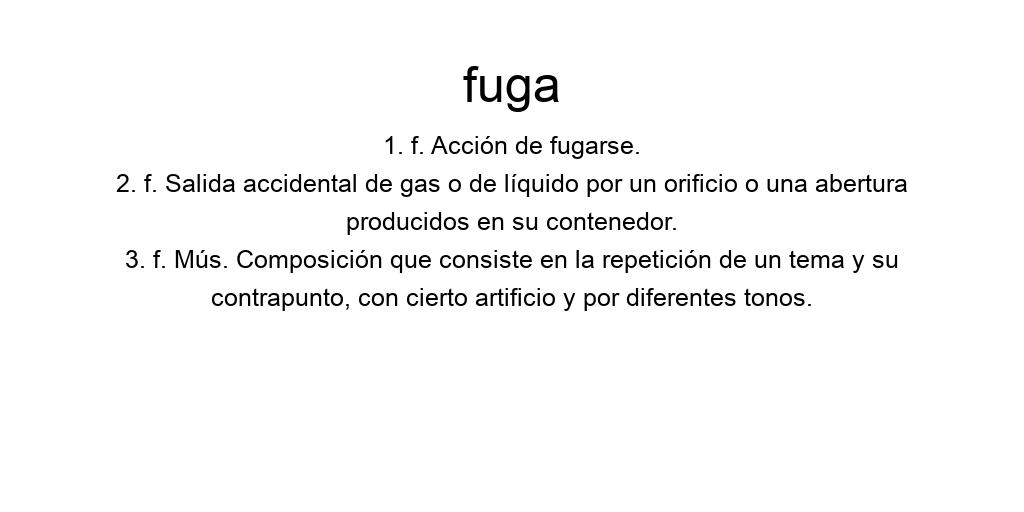 fuga
1. f. Acción de fugarse.
2. f. Salida accidental de gas o de líquido por un orificio o una abertura
producidos en su contenedor.
3. f. Mús. Composición que consiste en la repetición de un tema y su
contrapunto, con cierto artificio y por diferentes tonos.